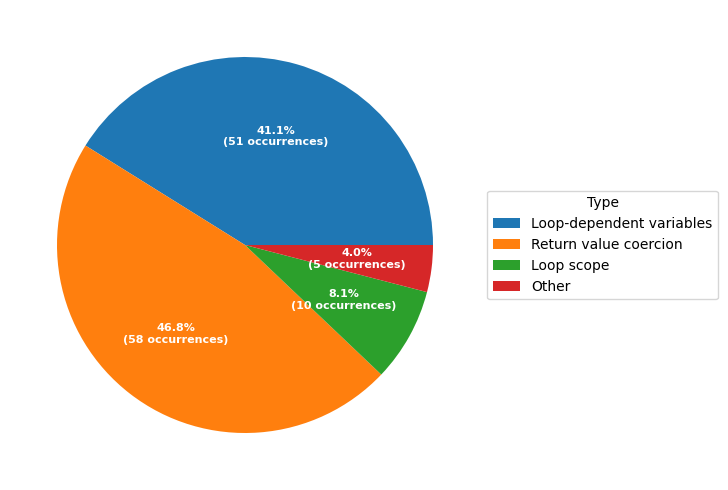 41.1%
(51 occurrences)
46.8%
(58 occurrences)
8.1%
(10 occurrences)
4.0%
(5 occurrences)
Type
Loop-dependent variables
Return value coercion
Loop scope
Other